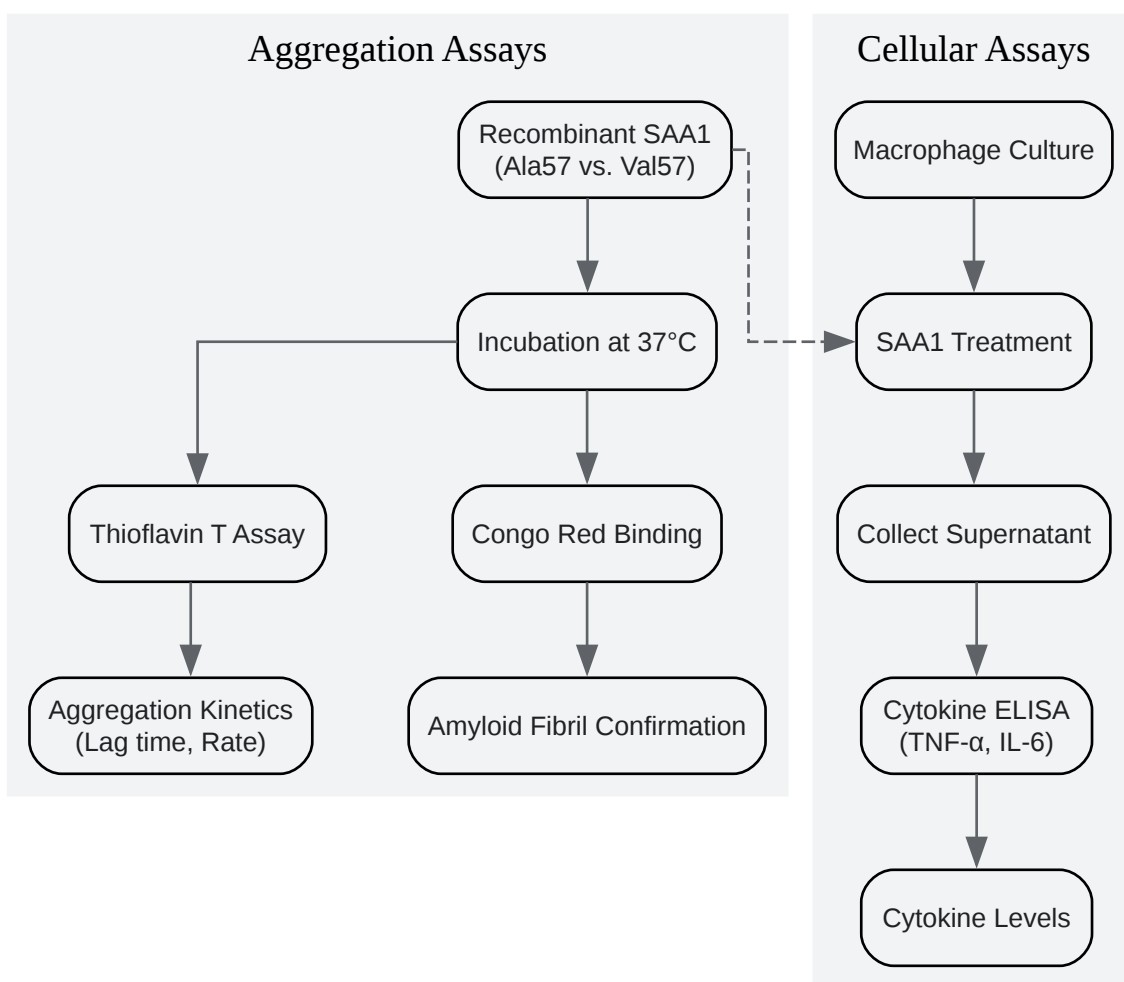 Aggregation Assays
Recombinant SAA1
(Ala57 vs. Val57)
Incubation at 37°C
Thioflavin T Assay
Congo Red Binding
Aggregation Kinetics
(Lag time, Rate)
Amyloid Fibril Confirmation
Cellular Assays
Macrophage Culture
SAA1 Treatment
Collect Supernatant
Cytokine ELISA
(TNF-α, IL-6)
Cytokine Levels